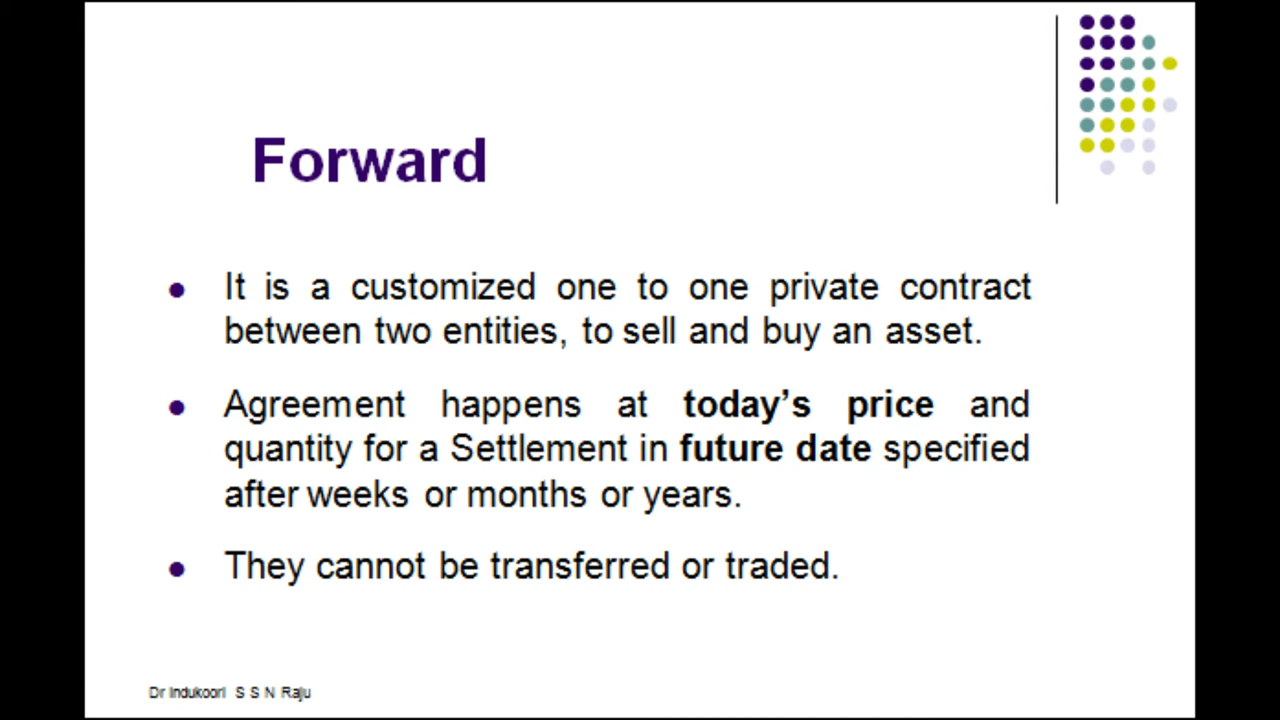 Forward
It is a customized one to one private contract
between two entities, to sell and buy an asset.
Agreement happens at today's price and
quantity for a Settlement in future date specified
after weeks or months or years.
They cannot be transferred or traded.
Dr Indukoori S S N Raju